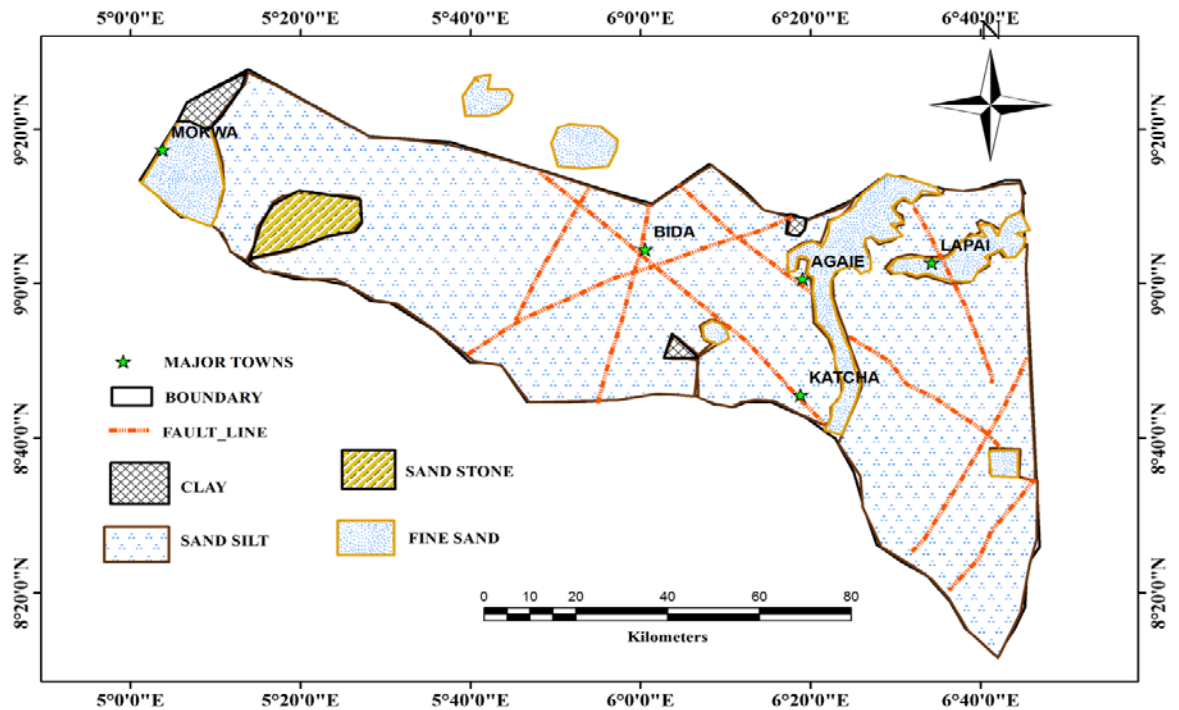 5°0'0"E 5°20'0"E 5°40'0"E 6°0'0"E 6°20'0"E 6°40'0"E
N
9°20'0"N 9°20'0"N
MOKWA
BIDA
LAPAI
AGAIE
9°0'0"N 9°0'0"N
MAJOR TOWNS
KATCHA
BOUNDARY
FAULT_LINE
8°40'0"N 8°40'0"N
SAND STONE
CLAY
SAND SILT
FINE SAND
8°20'0"N 8°20'0"N
0 10 20 40 60 80
Kilometers
5°0'0"E 5°20'0"E 5°40'0"E 6°0'0"E 6°20'0"E 6°40'0"E